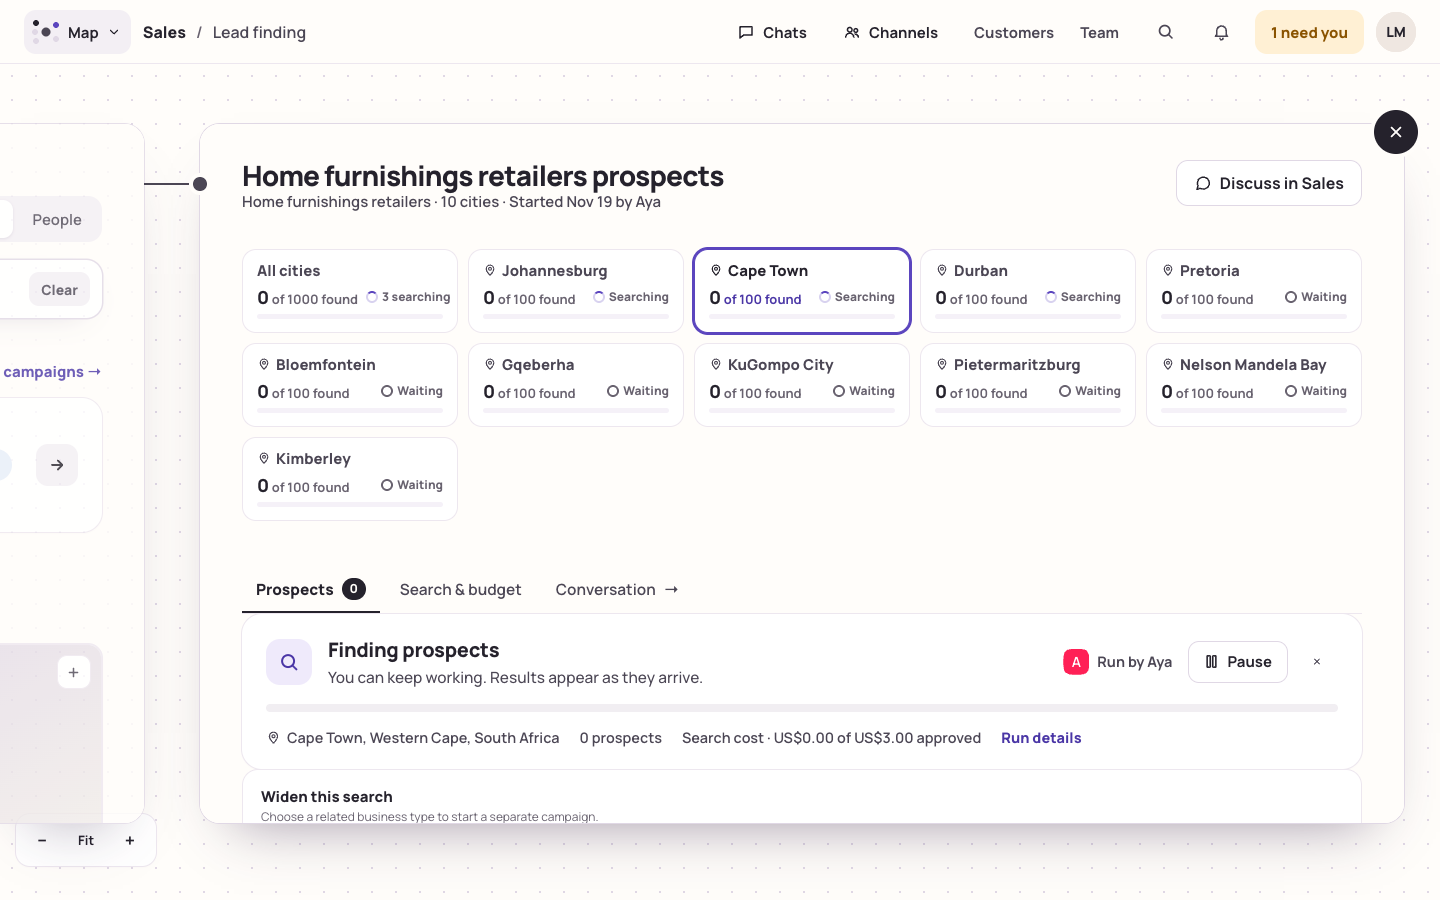 Map
Sales / Lead finding
Chats
Channels
Customers
Team
1 need you
LM
People
Clear
campaigns →
Fit
Home furnishings retailers prospects
Home furnishings retailers · 10 cities · Started Nov 19 by Aya
Discuss in Sales
All cities
0 of 1000 found 3 searching
Johannesburg
0 of 100 found Searching
Cape Town
0 of 100 found Searching
Durban
0 of 100 found Searching
Pretoria
0 of 100 found Waiting
Bloemfontein
0 of 100 found Waiting
Gqeberha
0 of 100 found Waiting
KuGompo City
0 of 100 found Waiting
Pietermaritzburg
0 of 100 found Waiting
Nelson Mandela Bay
0 of 100 found Waiting
Kimberley
0 of 100 found Waiting
Prospects 0
Search & budget
Conversation →
Finding prospects
You can keep working. Results appear as they arrive.
A Run by Aya
Pause
Cape Town, Western Cape, South Africa 0 prospects Search cost · US$0.00 of US$3.00 approved Run details
Widen this search
Choose a related business type to start a separate campaign.